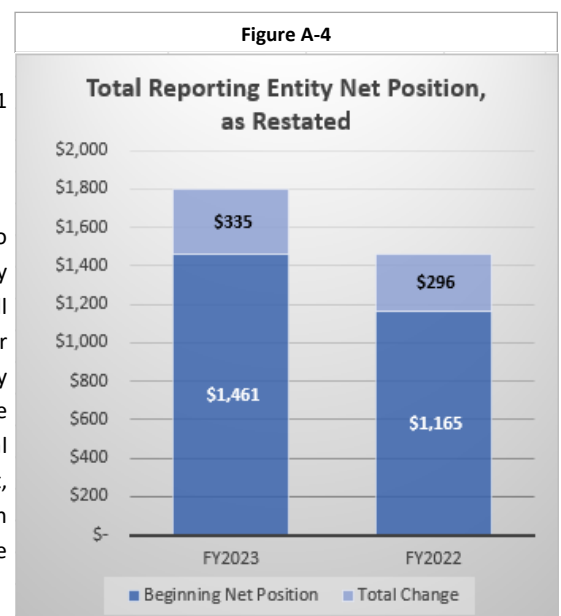 Figure A-4
Total Reporting Entity Net Position,
as Restated
$2,000
$1,800
$1,600
$1,400
$1,200
$1,000
$800
$600
$400
$200
$-
$335
$1,461
$296
$1,165
FY2023
FY2022
Beginning Net Position
Total Change